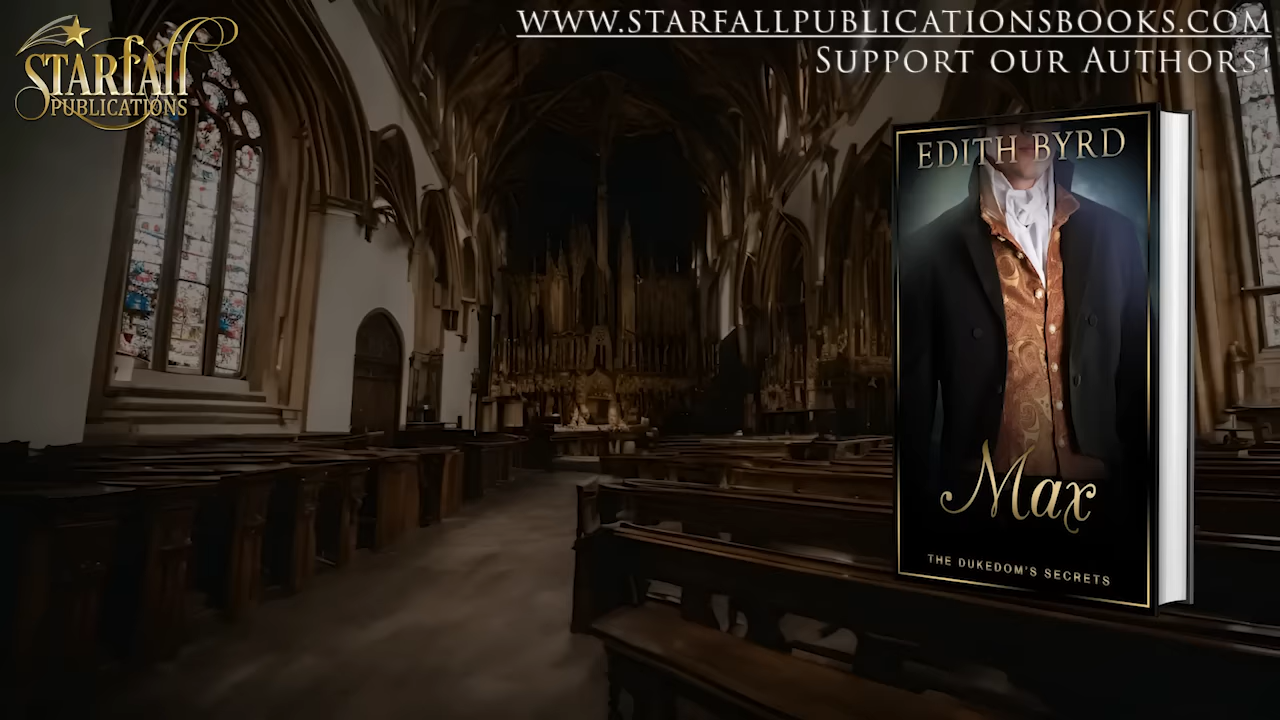 STARfall
PUBLICATIONS
WWW.STARFALLPUBLICATIONSBOOKS.COM
SUPPORT OUR AUTHORS!
EDITH BYRD
Max
THE DUKEDOM'S SECRETS